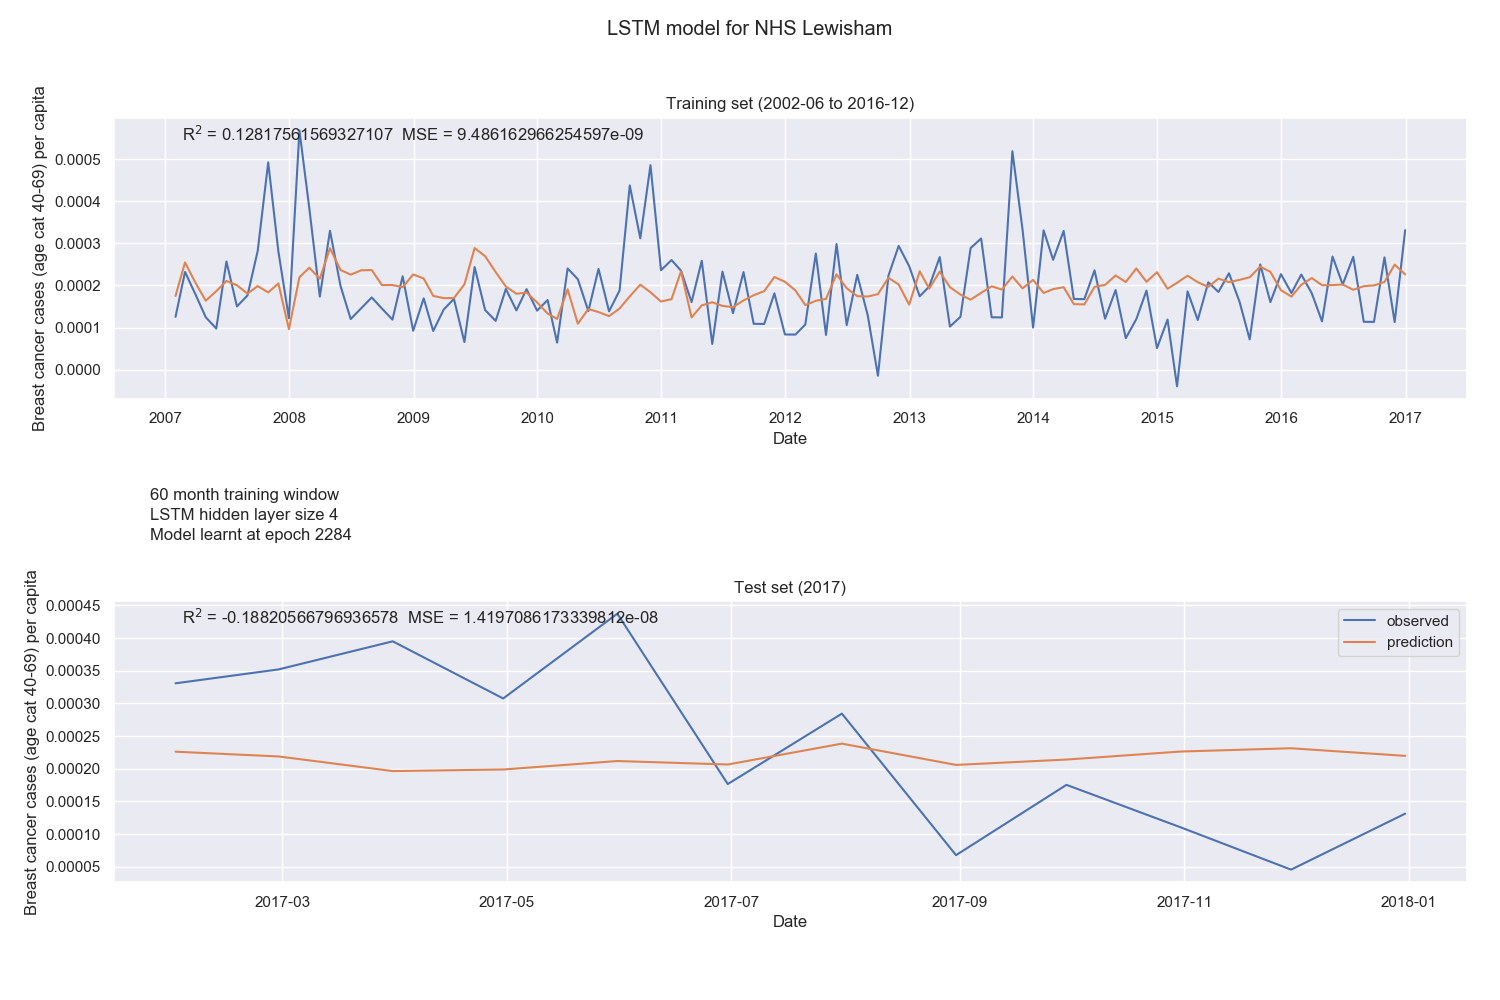 LSTM model for NHS Lewisham
Training set (2002-06 to 2016-12)
R² = 0.12817561569327107 MSE = 9.486162966254597e-09
Breast cancer cases (age cat 40-69) per capita
0.0005
0.0004
0.0003
0.0002
0.0001
0.0000
2007 2008 2009 2010 2011 2012 2013 2014 2015 2016 2017
Date
60 month training window
LSTM hidden layer size 4
Model learnt at epoch 2284
Test set (2017)
R² = -0.18820566796936578 MSE = 1.4197086173339812e-08
observed
prediction
Breast cancer cases (age cat 40-69) per capita
0.00045
0.00040
0.00035
0.00030
0.00025
0.00020
0.00015
0.00010
0.00005
2017-03 2017-05 2017-07 2017-09 2017-11 2018-01
Date